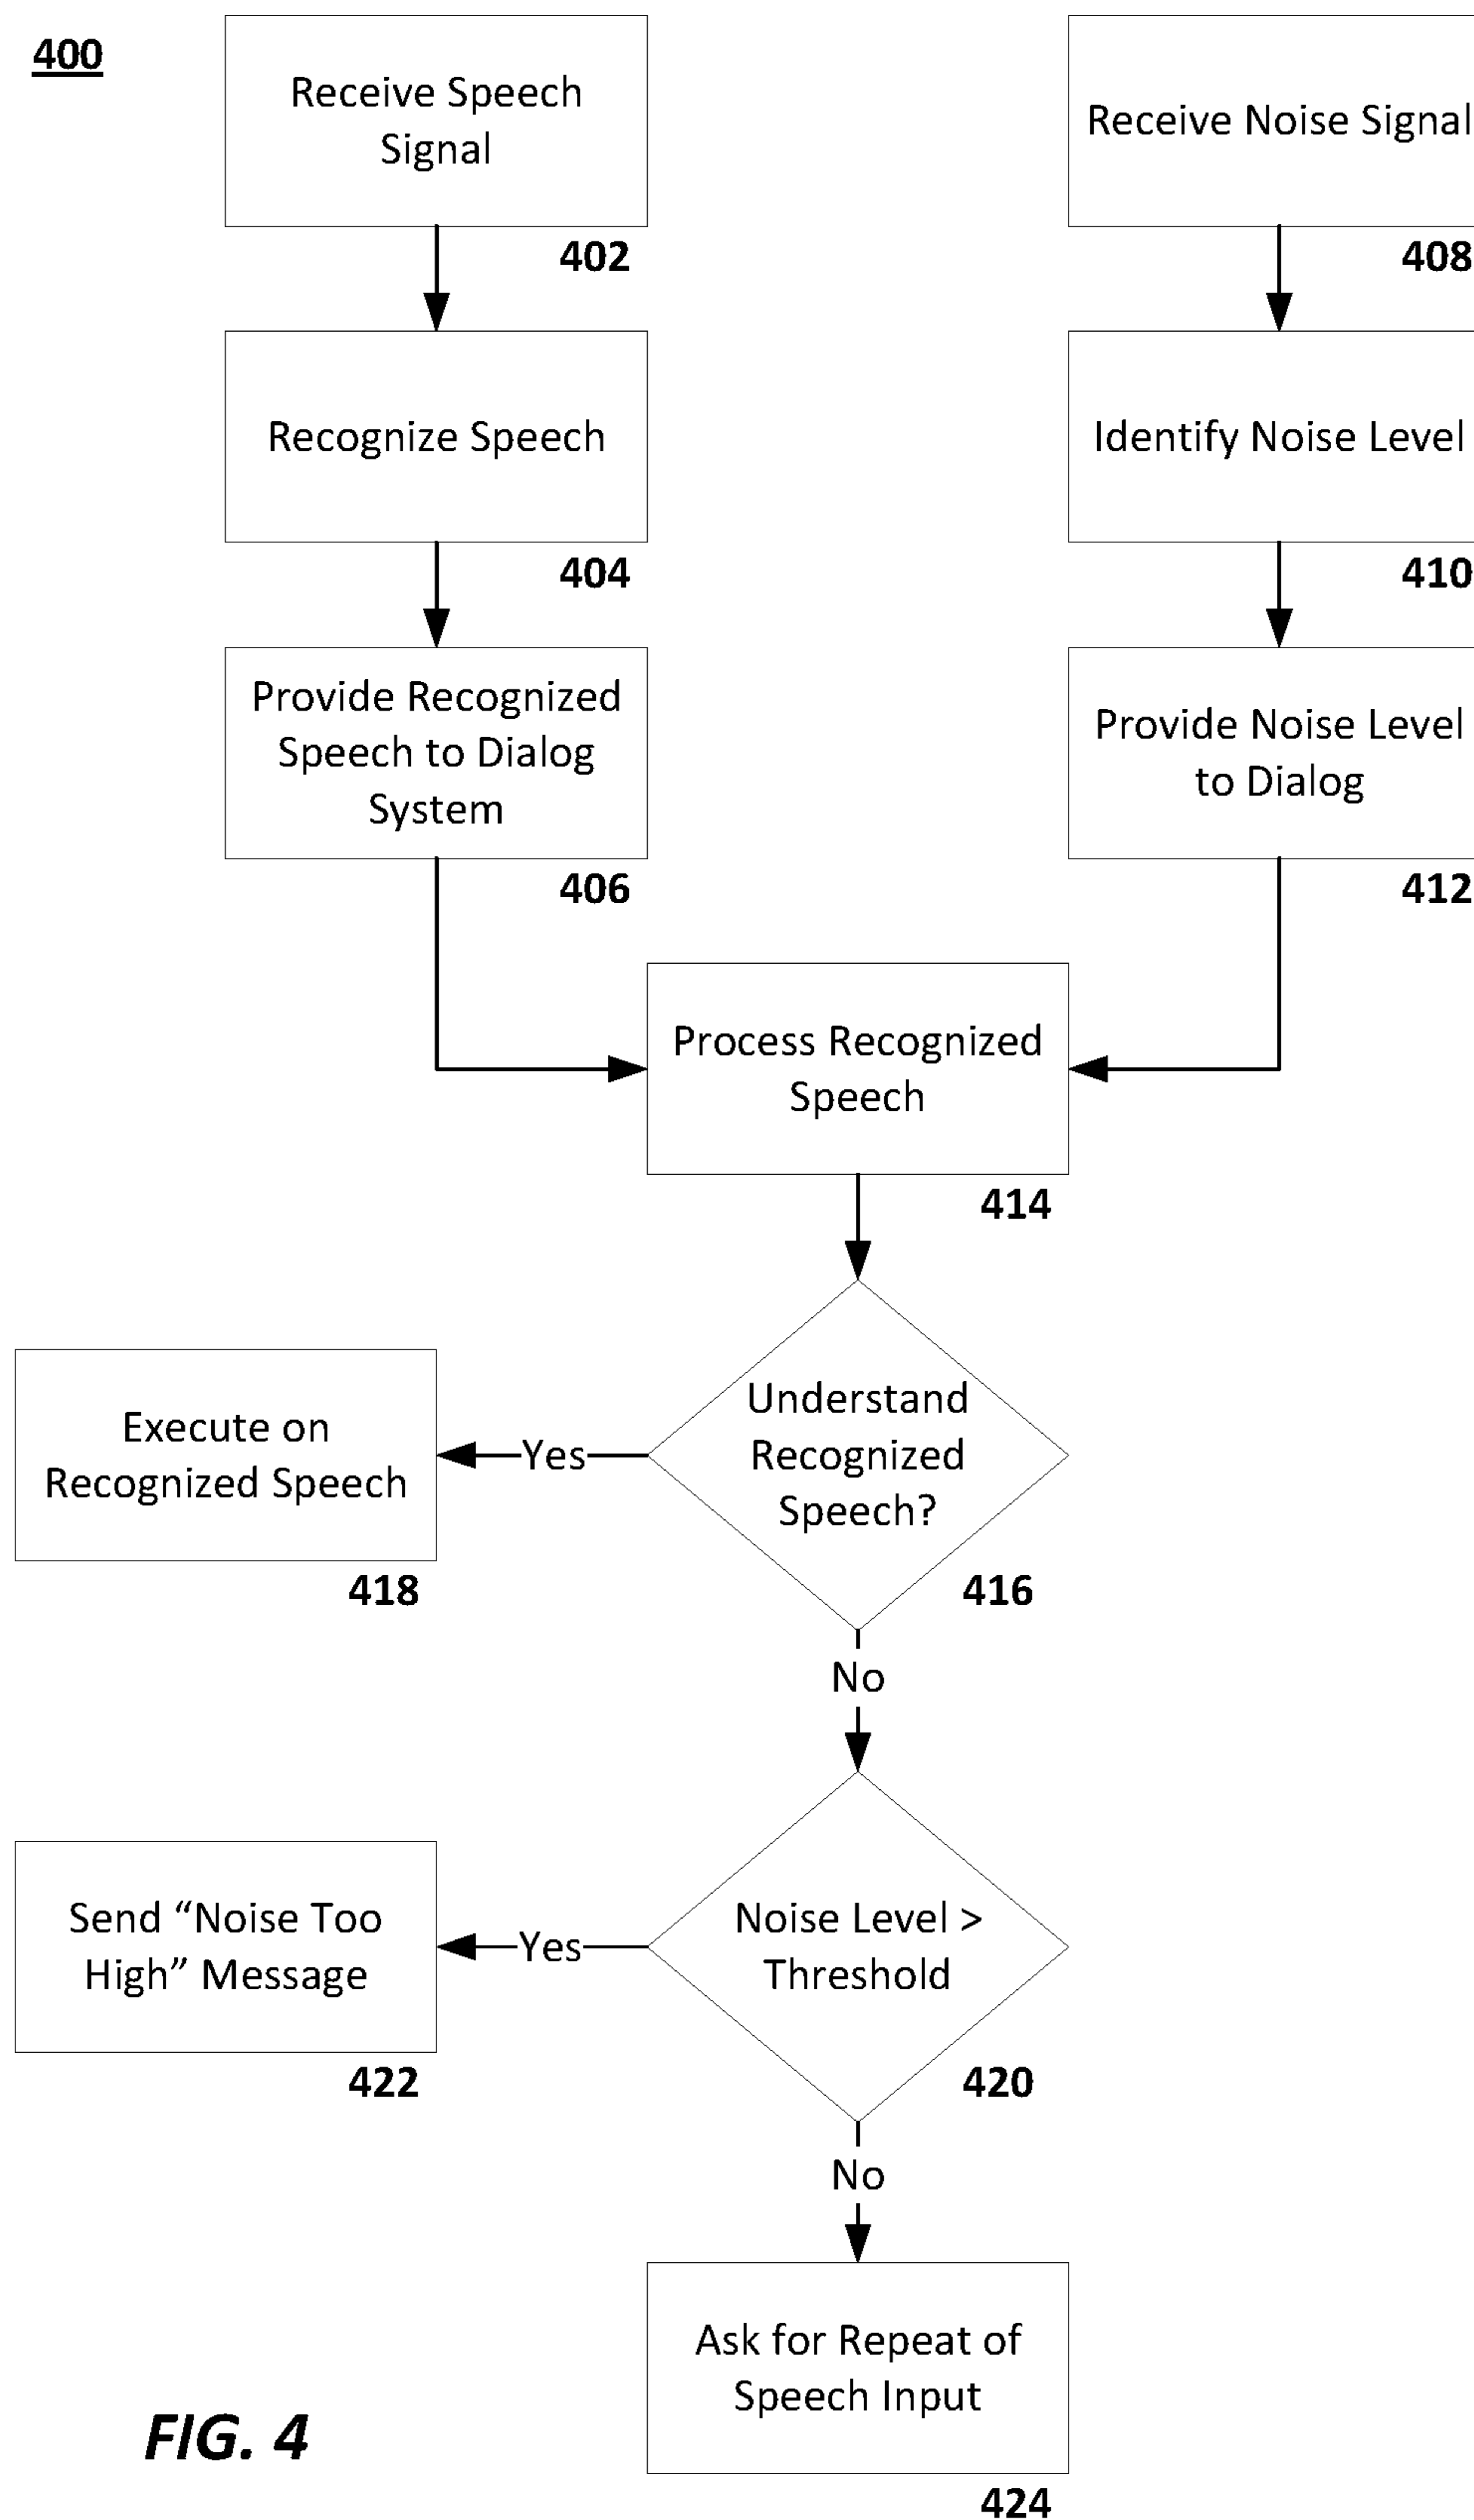 400
Receive Speech
Signal
402
Receive Noise Signal
408
Recognize Speech
404
Identify Noise Level
410
Provide Recognized
Speech to Dialog
System
406
Provide Noise Level
to Dialog
412
Process Recognized
Speech
414
Understand
Recognized
Speech?
416
Yes
Execute on
Recognized Speech
418
No
Noise Level >
Threshold
420
Yes
Send “Noise Too
High” Message
422
No
Ask for Repeat of
Speech Input
424
FIG. 4